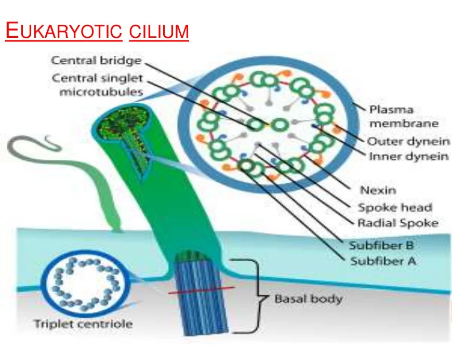 EUKARYOTIC CILIUM
Central bridge
Central singlet
microtubules
Plasma
membrane
Outer dynein
Inner dynein
Nexin
Spoke head
Radial Spoke
Subfiber B
Subfiber A
Basal body
Triplet centriole